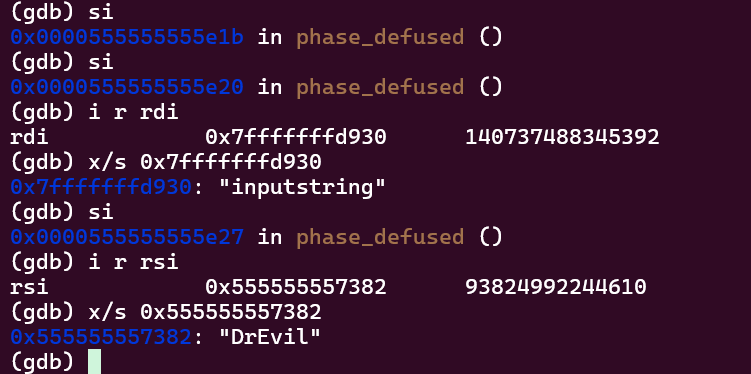 (gdb) si
0x0000555555555e1b in phase_defused ()
(gdb) si
0x0000555555555e20 in phase_defused ()
(gdb) i r rdi
rdi            0x7fffffffd930      140737488345392
(gdb) x/s 0x7fffffffd930
0x7fffffffd930: "inputstring"
(gdb) si
0x0000555555555e27 in phase_defused ()
(gdb) i r rsi
rsi            0x555555557382      93824992244610
(gdb) x/s 0x555555557382
0x555555557382: "DrEvil"
(gdb)